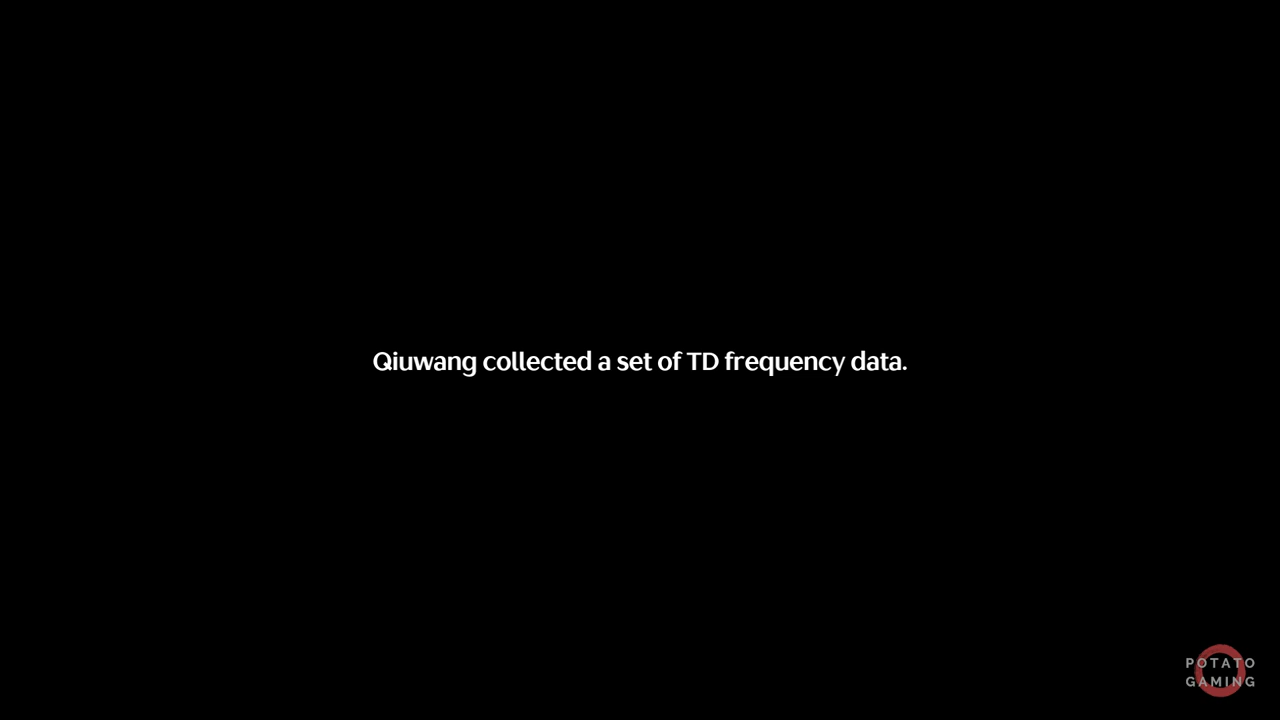 Qiuwang collected a set of TD frequency data.
POTATO
GAMING